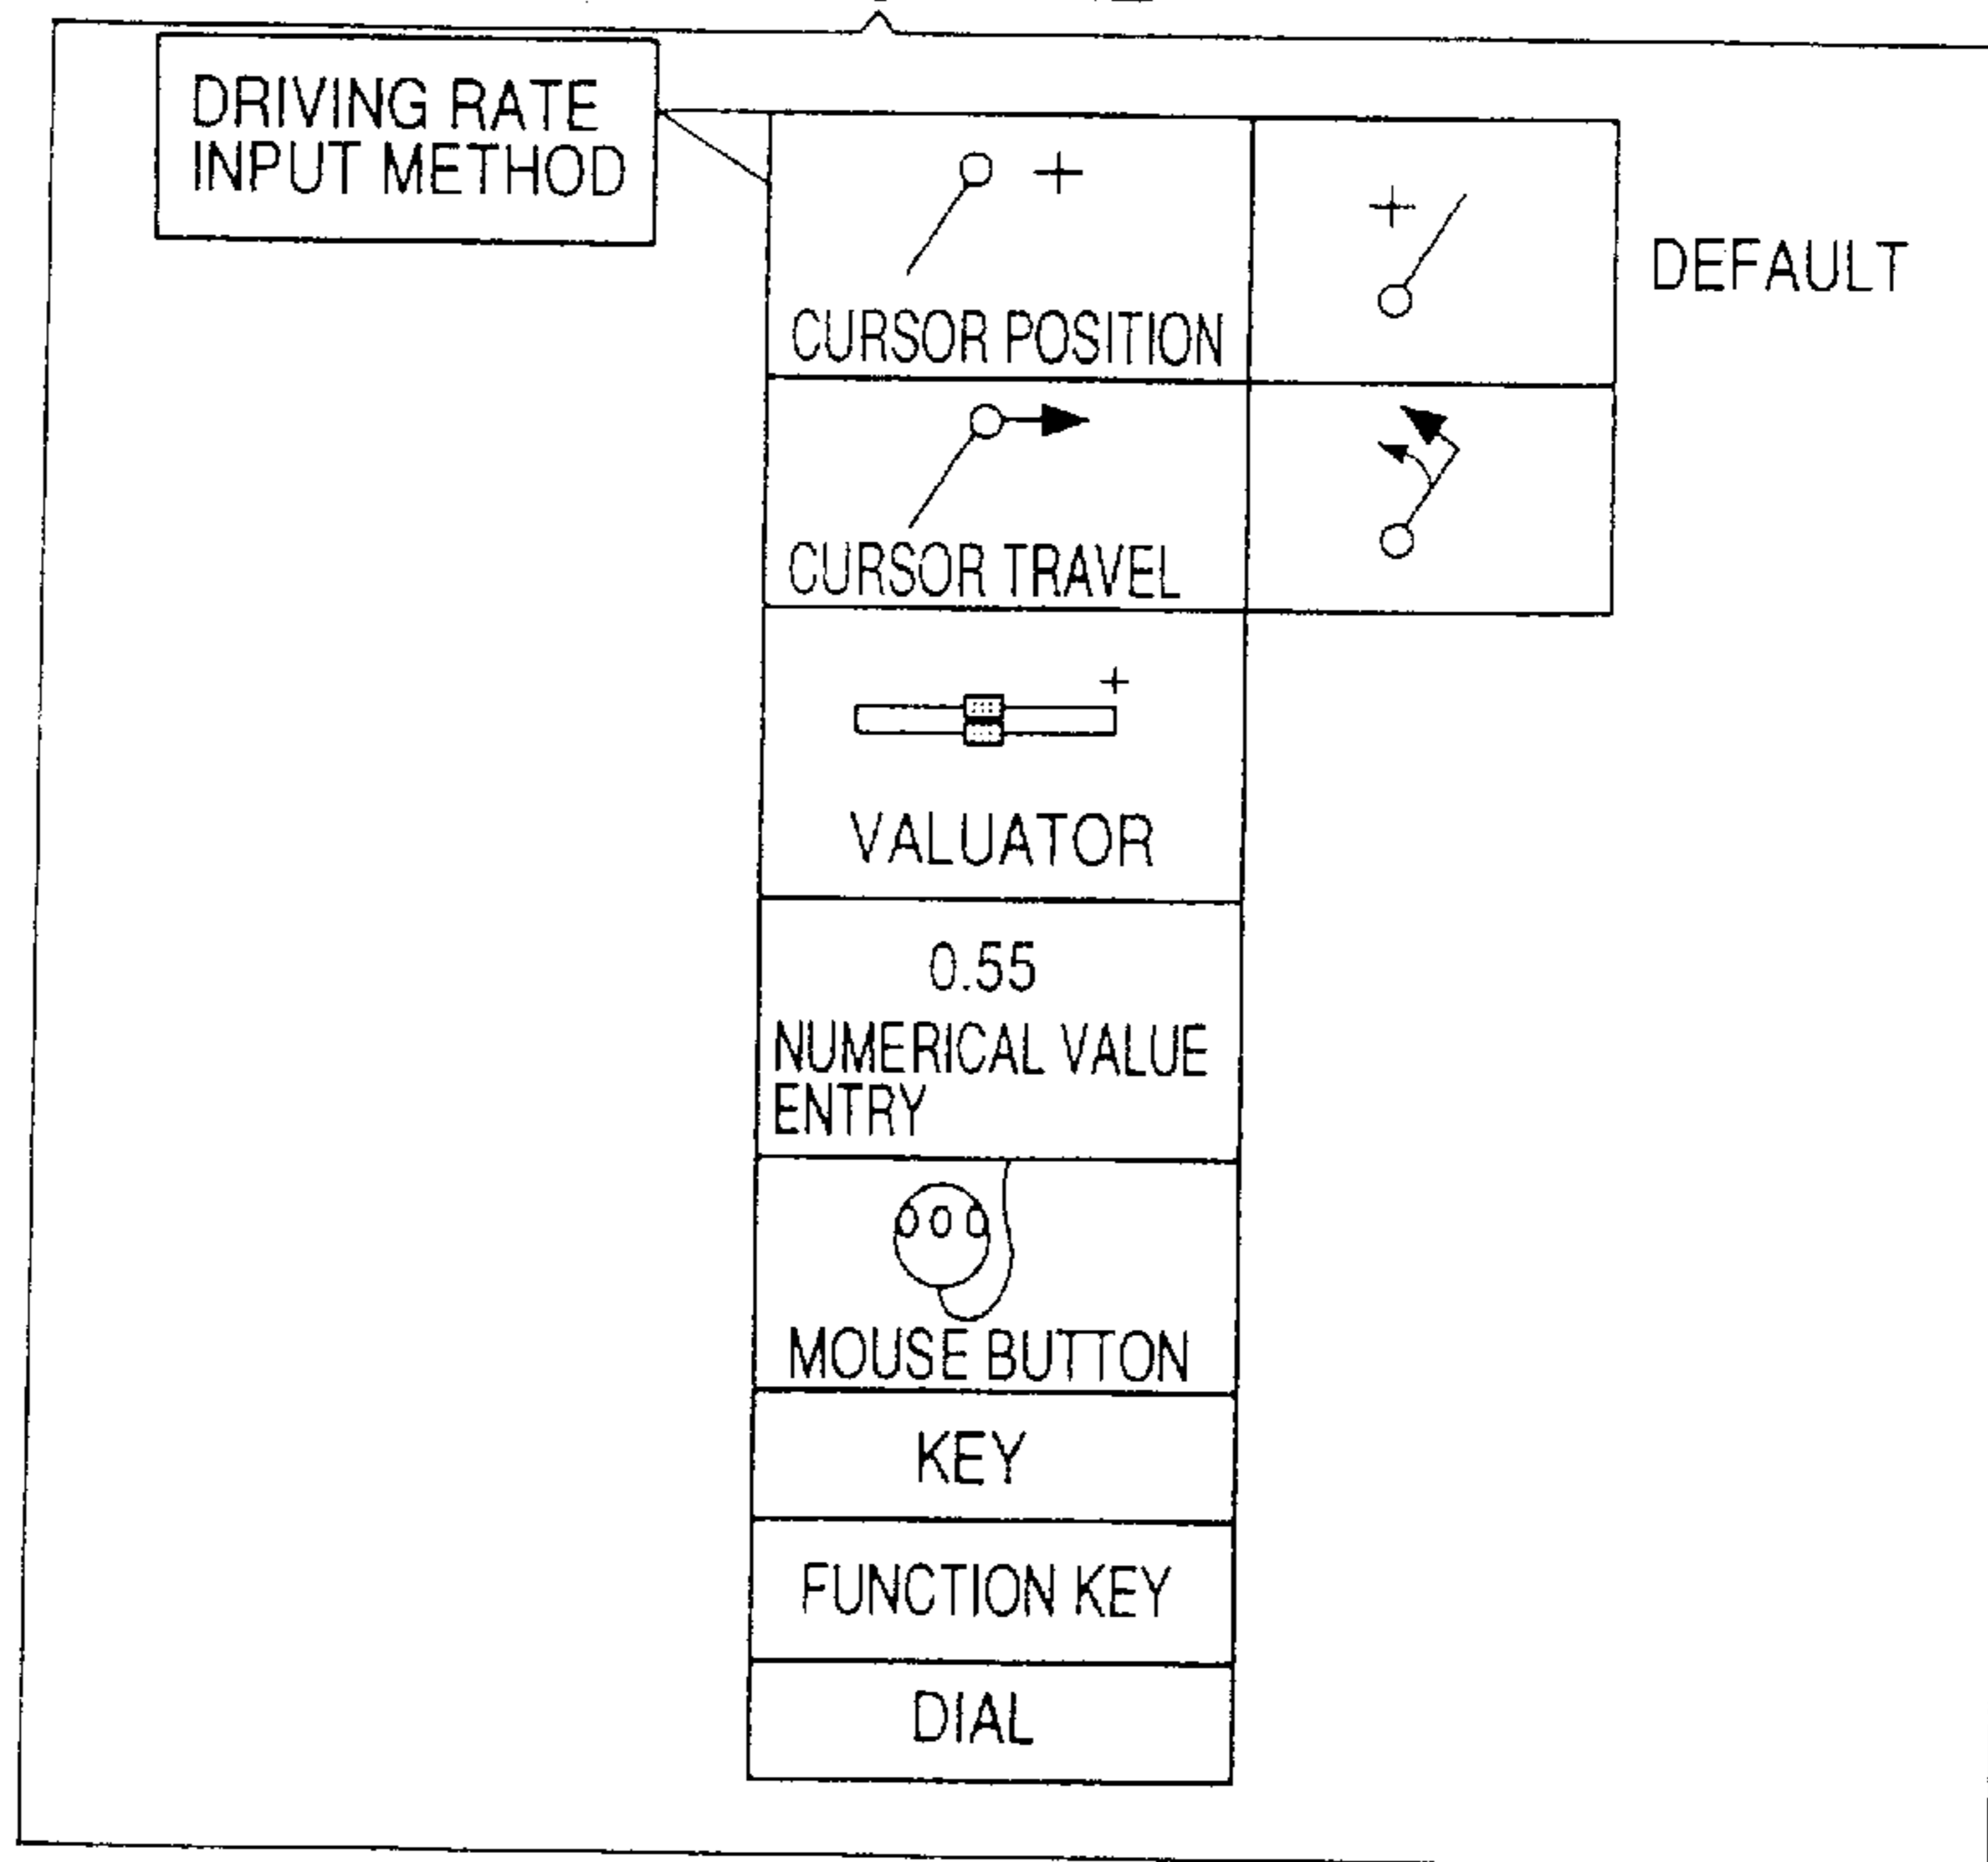 DRIVING RATE
INPUT METHOD
DEFAULT
CURSOR POSITION
CURSOR TRAVEL
VALUATOR
0.55
NUMERICAL VALUE
ENTRY
MOUSE BUTTON
KEY
FUNCTION KEY
DIAL